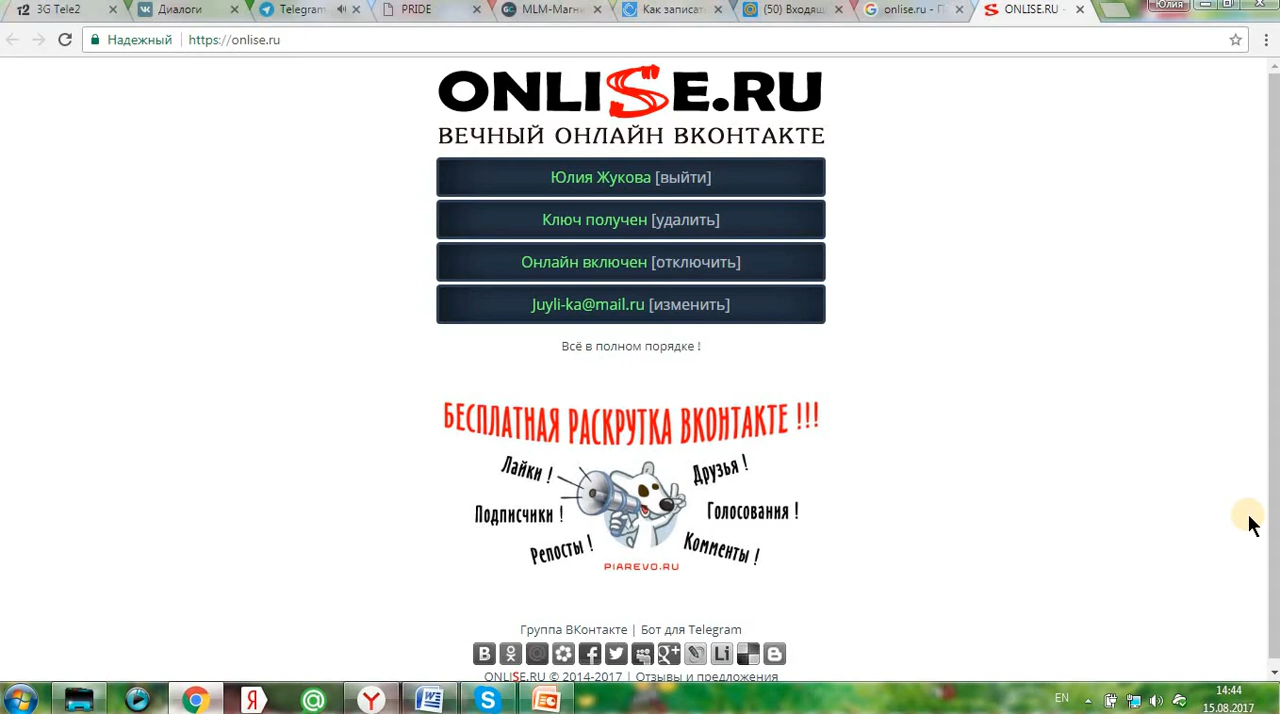 3G Tele2
Диалоги
Telegram
PRIDE
MLM-Магни
Как записат
(50) Входящ
onlise.ru - П
ONLISE.RU -
Юлия
Надежный
https://onlise.ru
ONLISE.RU
ВЕЧНЫЙ ОНЛАЙН ВКОНТАКТЕ
Юлия Жукова [выйти]
Ключ получен [удалить]
Онлайн включен [отключить]
Juyli-ka@mail.ru [изменить]
Всё в полном порядке !
БЕСПЛАТНАЯ РАСКРУТКА ВКОНТАКТЕ !!!
Лайки !
Друзья !
Подписчики !
Голосования !
Репосты !
Комменты !
PIAREVO.RU
Группа ВКонтакте | Бот для Telegram
ONLISE.RU © 2014-2017 | Отзывы и предложения
EN
14:44
15.08.2017